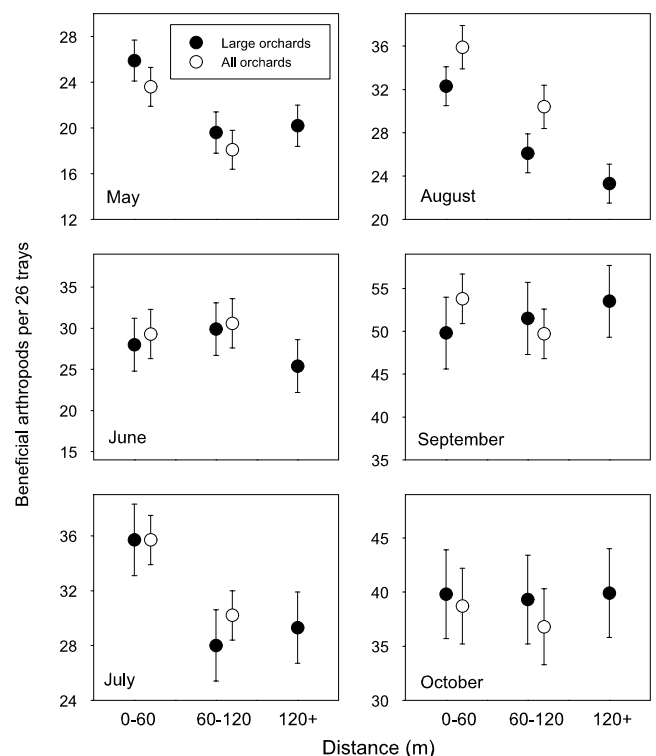 Beneficial arthropods per 26 trays
28
24
20
16
12
Large orchards
All orchards
May
36
32
28
24
20
August
35
30
25
20
15
June
55
50
45
40
35
September
36
32
28
24
July
0-60 60-120 120+
45
40
35
30
October
0-60 60-120 120+
Distance (m)